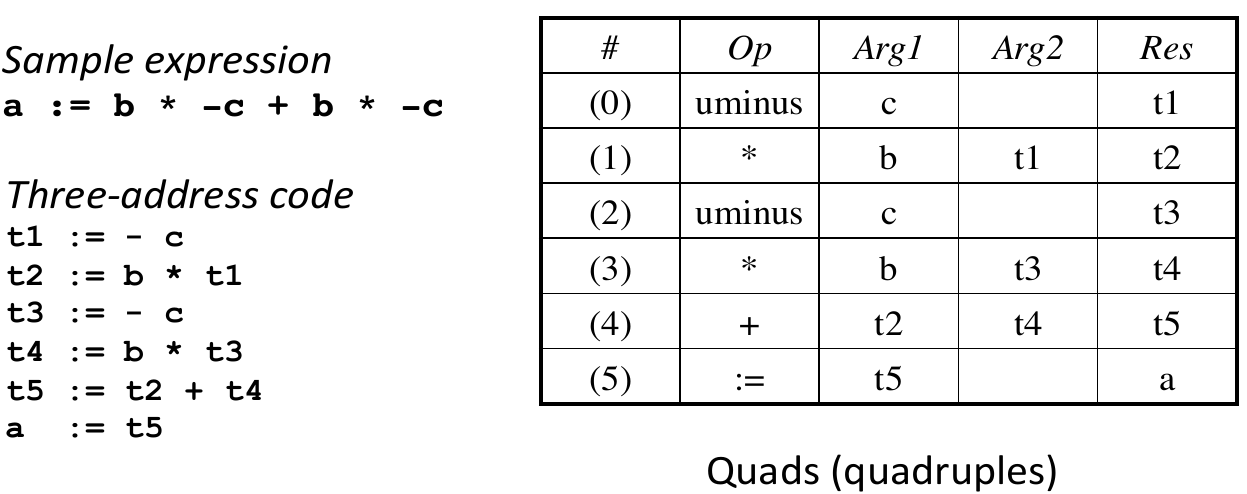 Sample expression
a := b * -c + b * -c
Three-address code
t1 := - c
t2 := b * t1
t3 := - c
t4 := b * t3
t5 := t2 + t4
a := t5
# Op Arg1 Arg2 Res
(0) uminus c t1
(1) * b t1 t2
(2) uminus c t3
(3) * b t3 t4
(4) + t2 t4 t5
(5) := t5 a
Quads (quadruples)